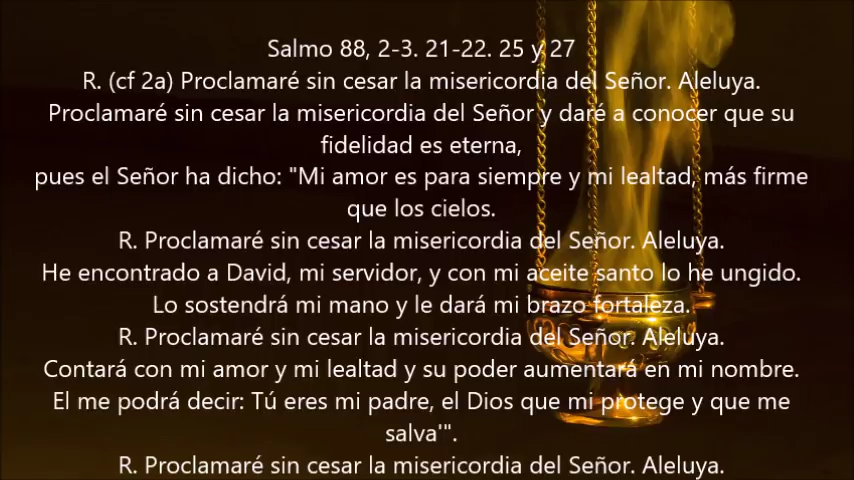 Salmo 88, 2-3. 21-22. 25 y 27
R. (cf 2a) Proclamaré sin cesar la misericordia del Señor. Aleluya.
Proclamaré sin cesar la misericordia del Señor y daré a conocer que su
fidelidad es eterna,
pues el Señor ha dicho: "Mi amor es para siempre y mi lealtad, más firme
que los cielos.
R. Proclamaré sin cesar la misericordia del Señor. Aleluya.
He encontrado a David, mi servidor, y con mi aceite santo lo he ungido.
Lo sostendrá mi mano y le dará mi brazo fortaleza.
R. Proclamaré sin cesar la misericordia del Señor. Aleluya.
Contará con mi amor y mi lealtad y su poder aumentará en mi nombre.
El me podrá decir: Tú eres mi padre, el Dios que mi protege y que me
salva'".
R. Proclamaré sin cesar la misericordia del Señor. Aleluya.